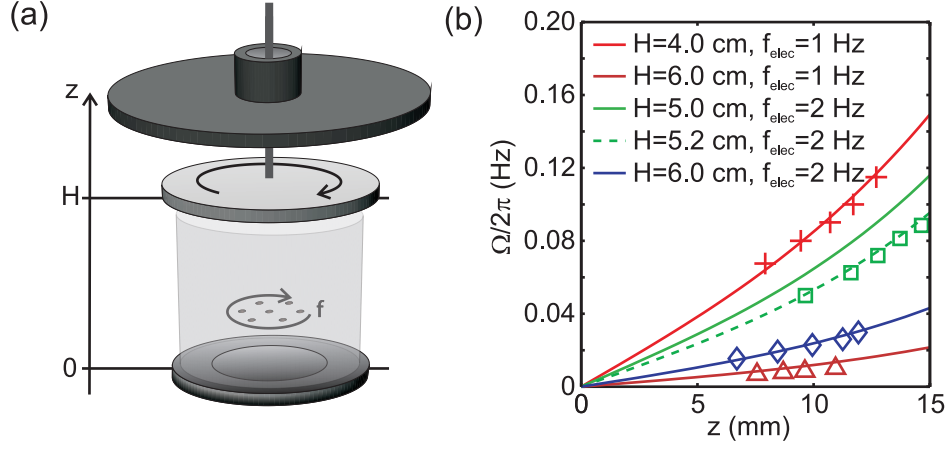 (a)
z
H
f
0
(b)
0.20
0.16
0.12
0.08
0.04
0
Ω/2π (Hz)
H=4.0 cm, f_elec=1 Hz
H=6.0 cm, f_elec=1 Hz
H=5.0 cm, f_elec=2 Hz
H=5.2 cm, f_elec=2 Hz
H=6.0 cm, f_elec=2 Hz
0 5 10 15
z (mm)